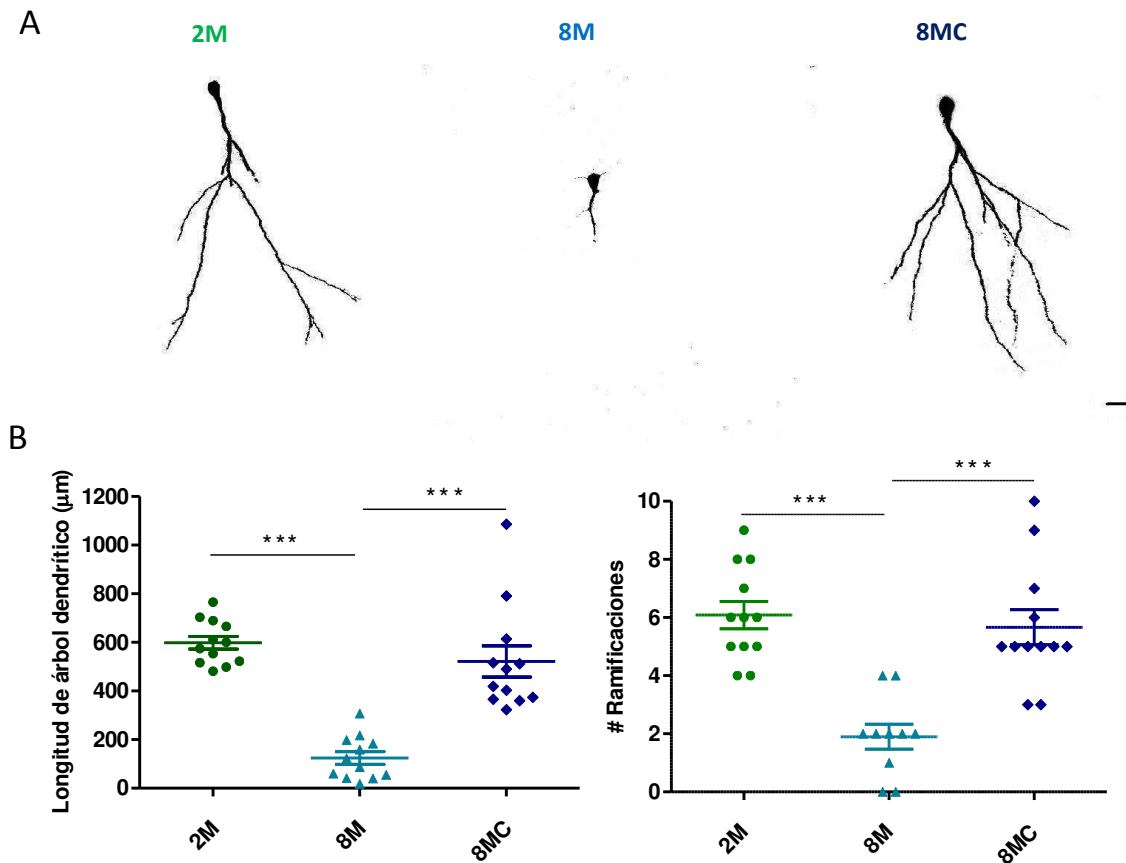 A
2M 8M 8MC
B
Longitud de árbol dendrítico (μm)
1200
1000
800
600
400
200
0
***
***
2M 8M 8MC
# Ramificaciones
10
8
6
4
2
0
***
***
2M 8M 8MC